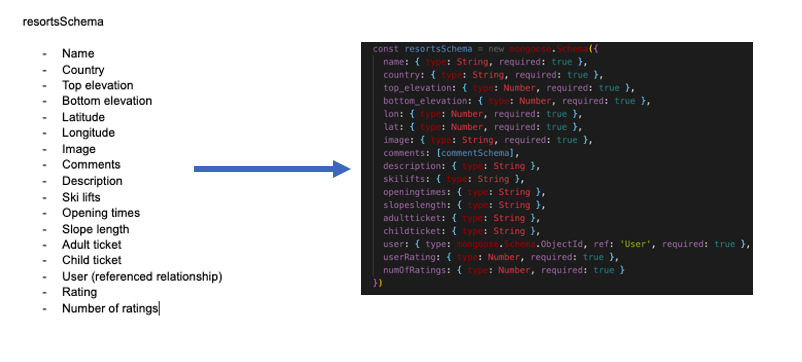 resortsSchema
- Name
- Country
- Top elevation
- Bottom elevation
- Latitude
- Longitude
- Image
- Comments
- Description
- Ski lifts
- Opening times
- Slope length
- Adult ticket
- Child ticket
- User (referenced relationship)
- Rating
- Number of ratings
const resortsSchema = new mongoose.Schema({
name: { type: String, required: true },
country: { type: String, required: true },
top_elevation: { type: Number, required: true },
bottom_elevation: { type: Number, required: true },
lon: { type: Number, required: true },
lat: { type: Number, required: true },
image: { type: String, required: true },
comments: [commentSchema],
description: { type: String },
skilifts: { type: String },
openingtimes: { type: String },
slopeslength: { type: String },
adultticket: { type: String },
childticket: { type: String },
user: { type: mongoose.Schema.ObjectId, ref: 'User', required: true },
userRating: { type: Number, required: true },
numOfRatings: { type: Number, required: true }
})